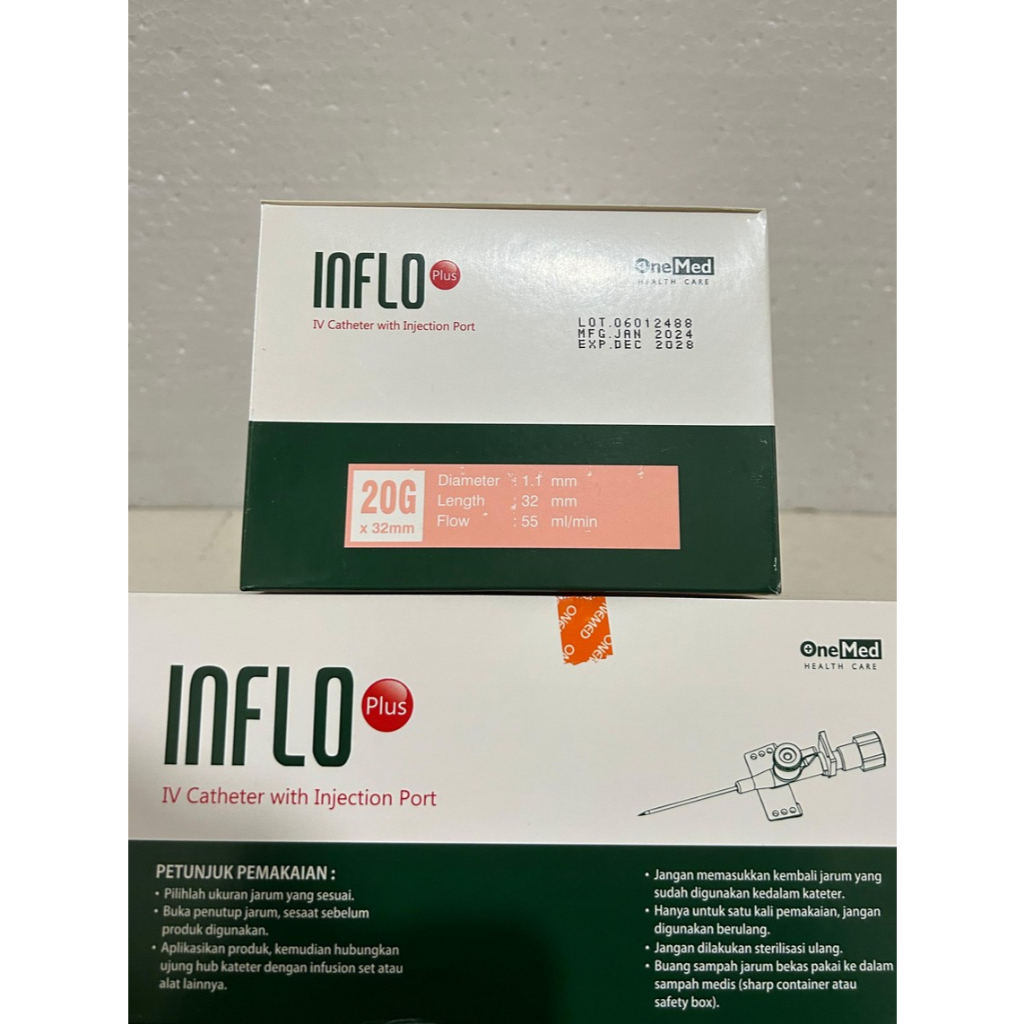 INFLO Plus
IV Catheter with Injection Port
OneMed
HEALTH CARE
LOT.06012488
MFG.JAN 2024
EXP.DEC 2028
20G
x 32mm
Diameter : 1.1 mm
Length : 32 mm
Flow : 55 ml/min
ONEMED
INFLO Plus
IV Catheter with Injection Port
OneMed
HEALTH CARE
PETUNJUK PEMAKAIAN :
• Pilihlah ukuran jarum yang sesuai.
• Buka penutup jarum, sesaat sebelum
produk digunakan.
• Aplikasikan produk, kemudian hubungkan
ujung hub kateter dengan infusion set atau
alat lainnya.
• Jangan memasukkan kembali jarum yang
sudah digunakan kedalam kateter.
• Hanya untuk satu kali pemakaian, jangan
digunakan berulang.
• Jangan dilakukan sterilisasi ulang.
• Buang sampah jarum bekas pakai ke dalam
sampah medis (sharp container atau
safety box).